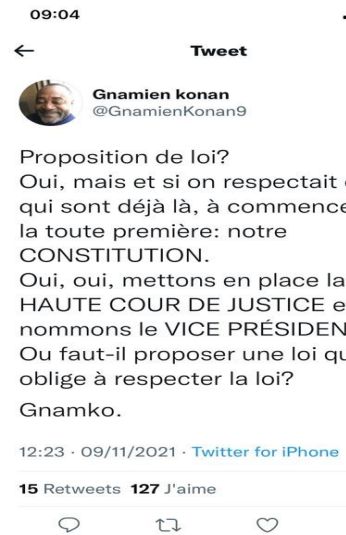 09:04
Tweet
Gnamien konan
@GnamienKonan9
Proposition de loi?
Oui, mais et si on respectait
qui sont déjà là, à commence
la toute première: notre
CONSTITUTION.
Oui, oui, mettons en place la
HAUTE COUR DE JUSTICE e
nommons le VICE PRÉSIDEN
Ou faut-il proposer une loi qu
oblige à respecter la loi?
Gnamko.
12:23 · 09/11/2021 · Twitter for iPhone
15 Retweets 127 J'aime